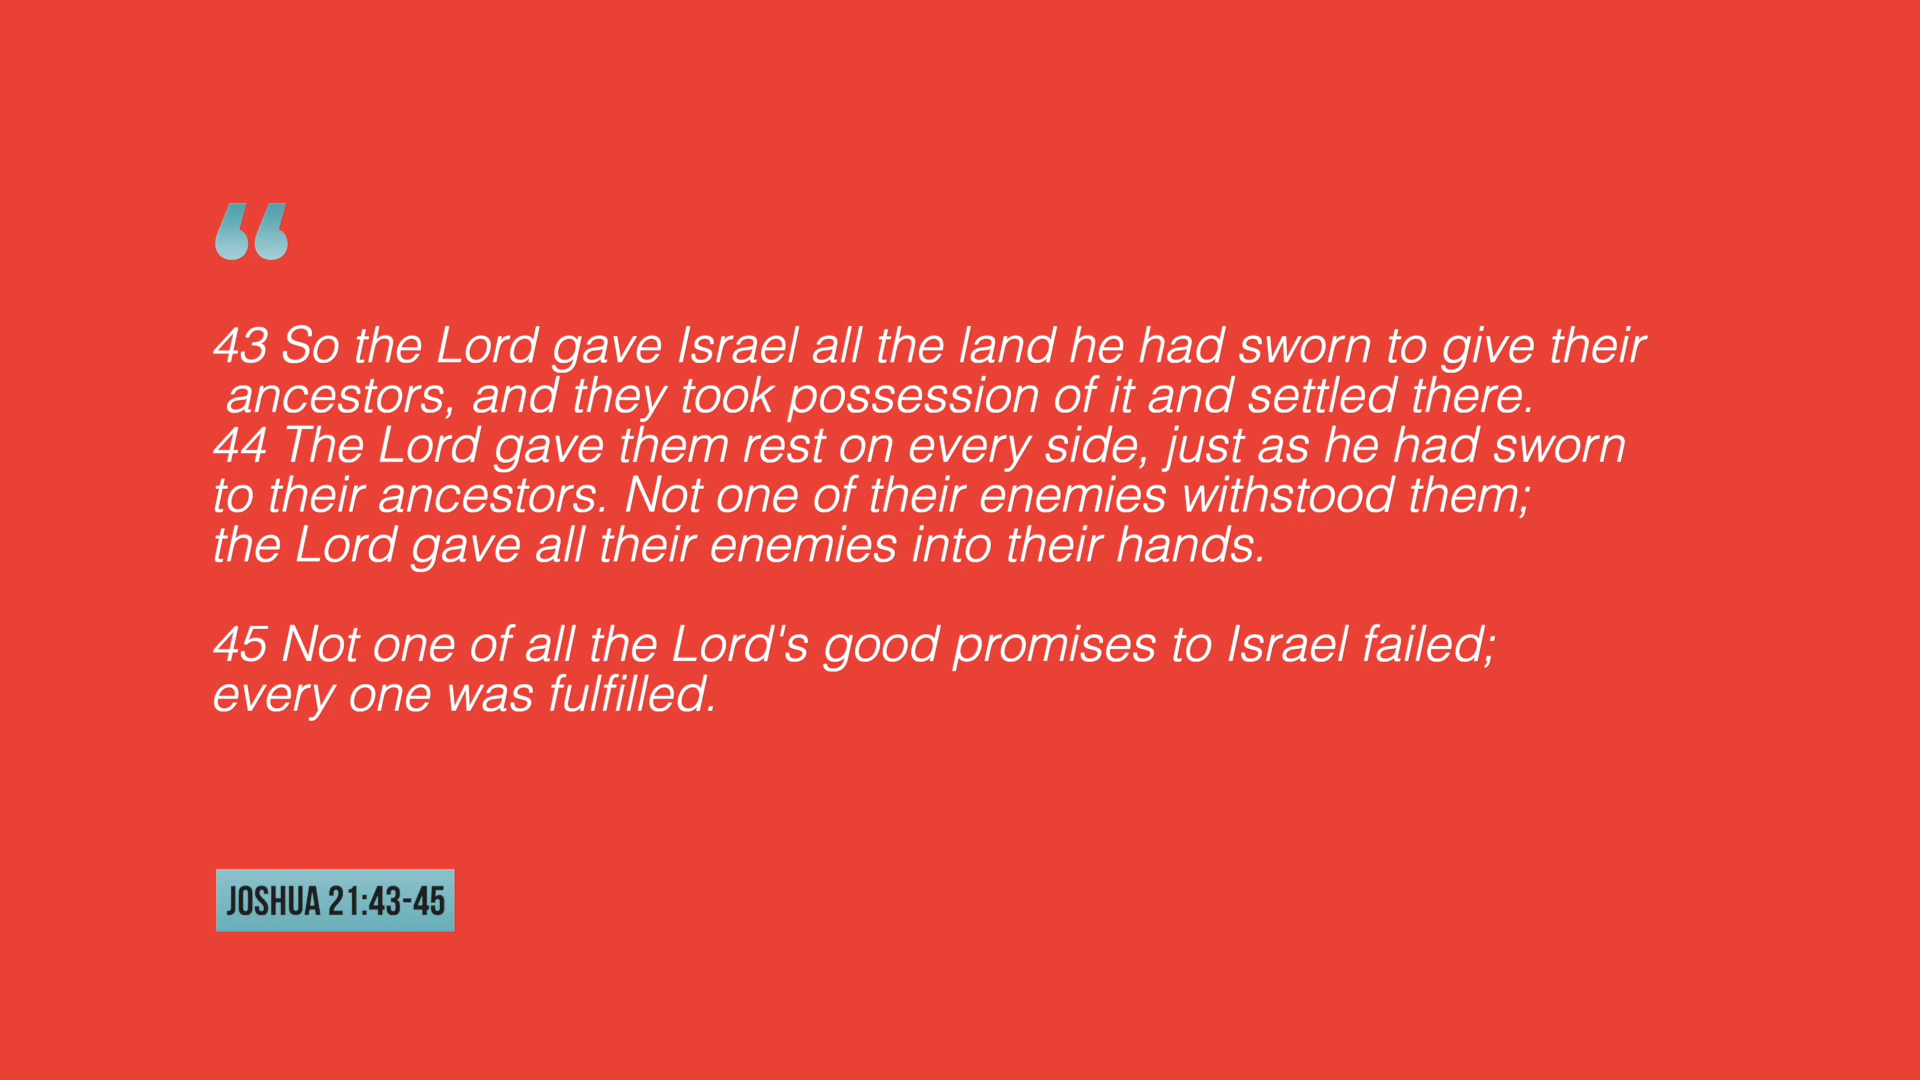 “
43 So the Lord gave Israel all the land he had sworn to give their
ancestors, and they took possession of it and settled there.
44 The Lord gave them rest on every side, just as he had sworn
to their ancestors. Not one of their enemies withstood them;
the Lord gave all their enemies into their hands.
45 Not one of all the Lord's good promises to Israel failed;
every one was fulfilled.
JOSHUA 21:43-45